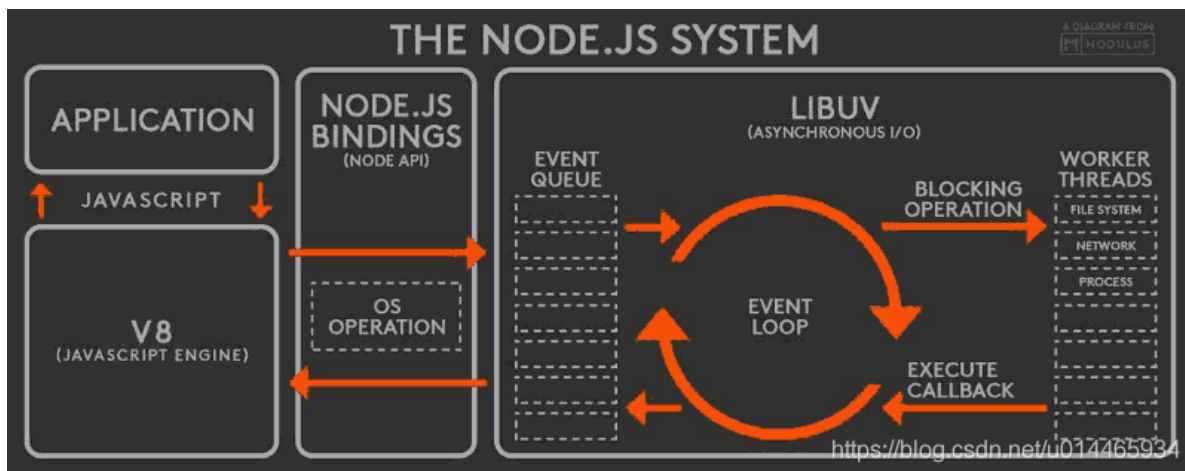 THE NODE.JS SYSTEM
A DIAGRAM FROM
MODULUS
APPLICATION
JAVASCRIPT
V8
(JAVASCRIPT ENGINE)
NODE.JS
BINDINGS
(NODE API)
OS
OPERATION
LIBUV
(ASYNCHRONOUS I/O)
EVENT
QUEUE
EVENT
LOOP
BLOCKING
OPERATION
EXECUTE
CALLBACK
WORKER
THREADS
FILE SYSTEM
NETWORK
PROCESS
https://blog.csdn.net/u014465934